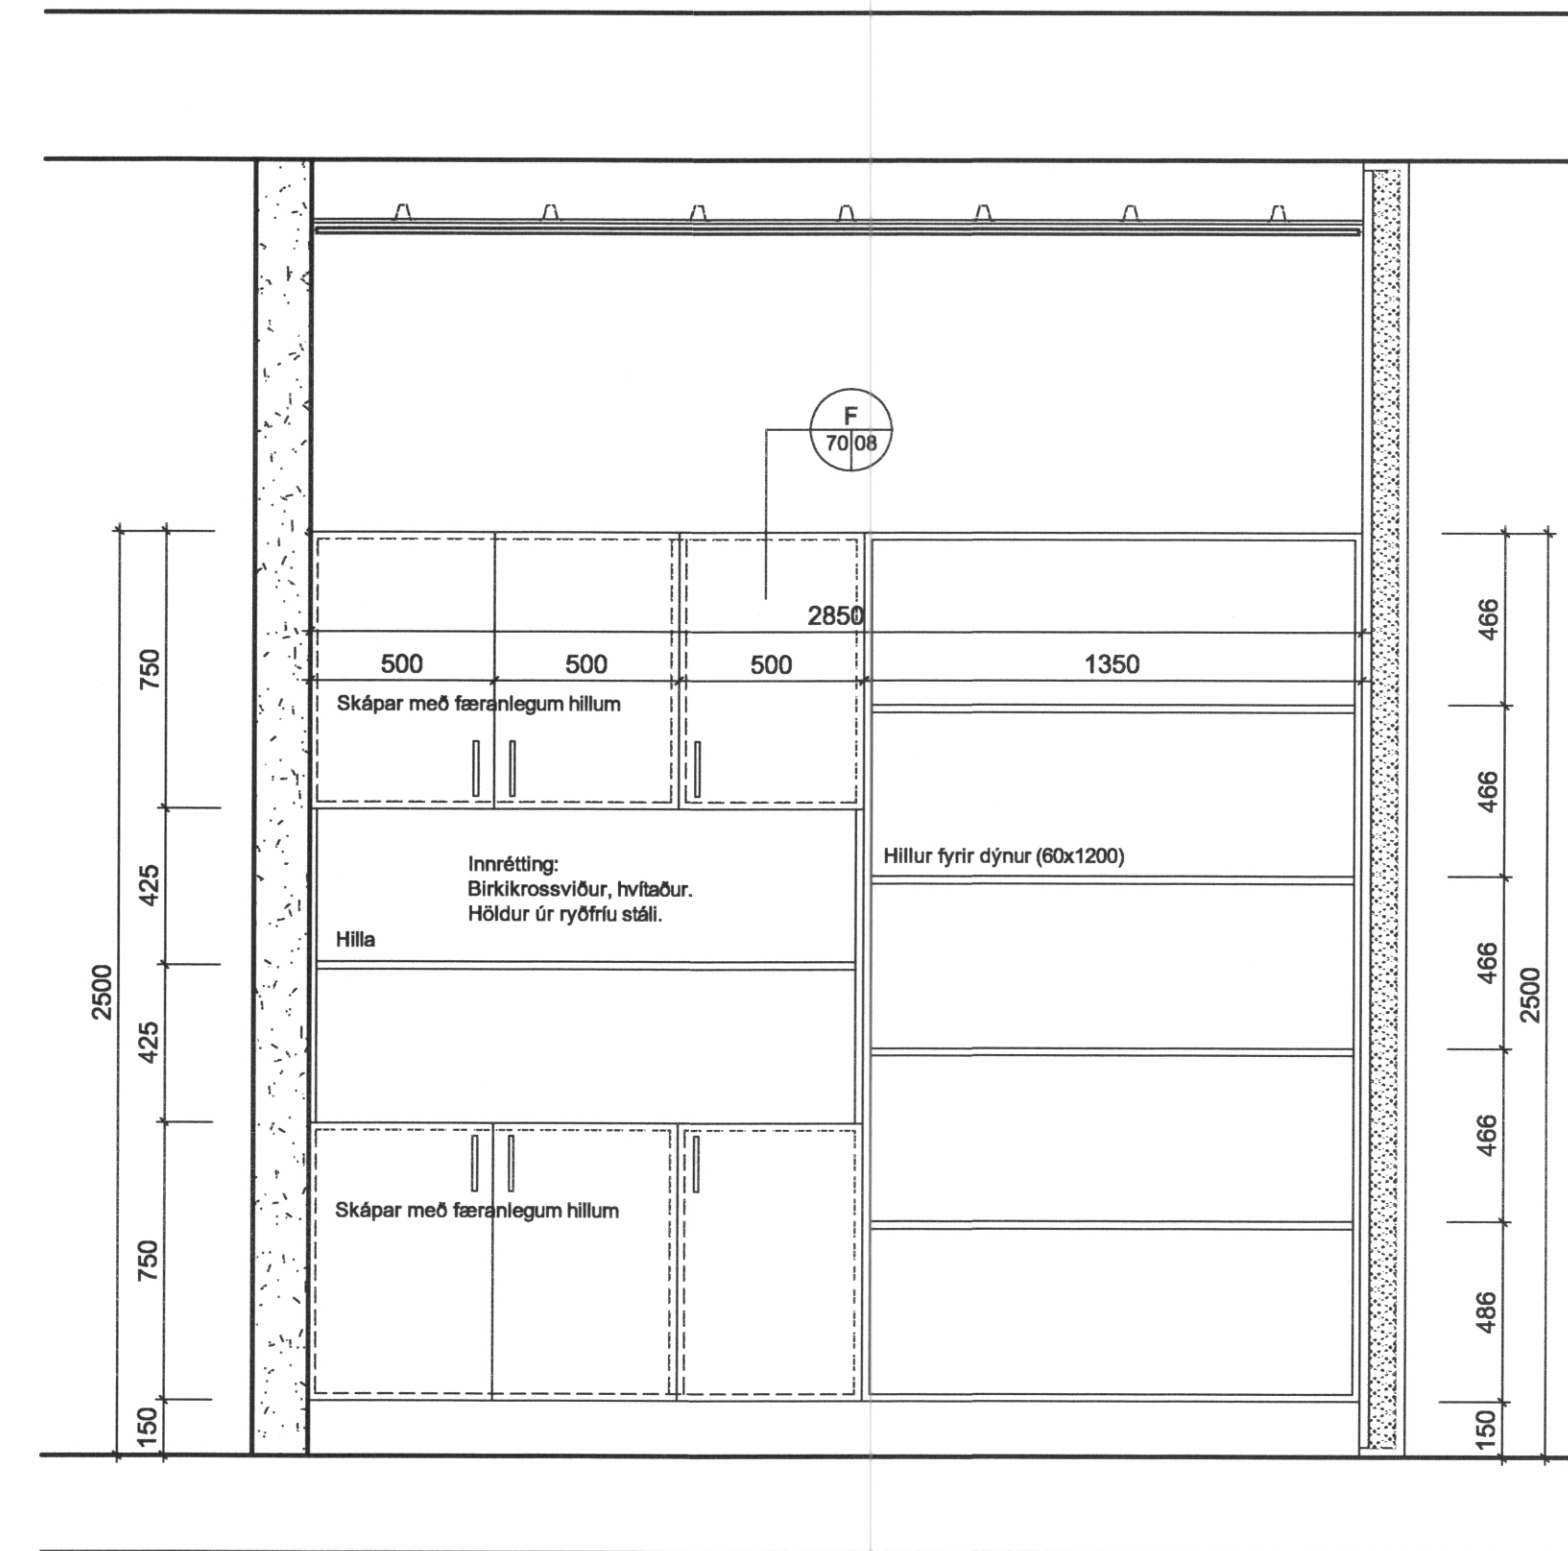 F
70 08
2850
500 500 500 1350
Skápar með færanlegum hillum
Innrétting:
Birkikrossviður, hvítaður.
Höldur úr ryðfríu stáli.
Hilla
Hillur fyrir dýnur (60x1200)
Skápar með færanlegum hillum
2500
750
425
425
750
150
466
466
466
466
486
150
2500